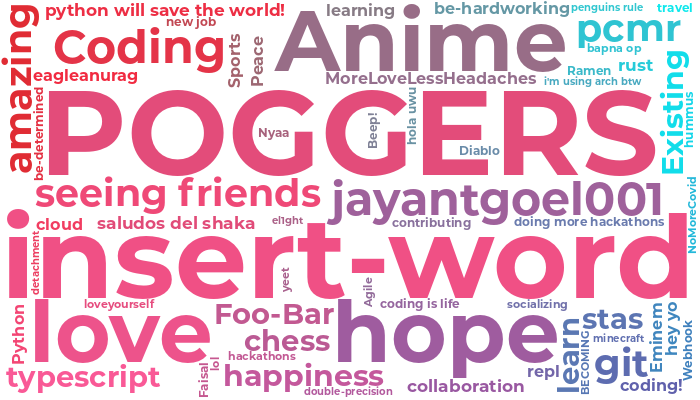 amazing
python will save the world!
new job
learning
be-hardworking
penguins rule
travel
Coding
Sports
Peace
Anime
pcmr
bapna op
eagleanurag
MoreLoveLessHeadaches
Ramen
rust
i'm using arch btw
Existing
hummus
be-determined
POGGERS
Nyaa
Beep!
hola uwu
Diablo
seeing friends
jayantgoel001
NoMoreCovid
cloud
saludos del shaka
el1ght
contributing
doing more hackathons
detachment
insert-word
yeet
Agile
loveyourself
coding is life
socializing
Python
love
Foo-Bar
chess
hope
learn
BECOMING
stas
minecraft
Eminem
hey yo
Webhook
hackathons
typescript
Faisal
lol
happiness
double-precision
collaboration
repl
git
coding!